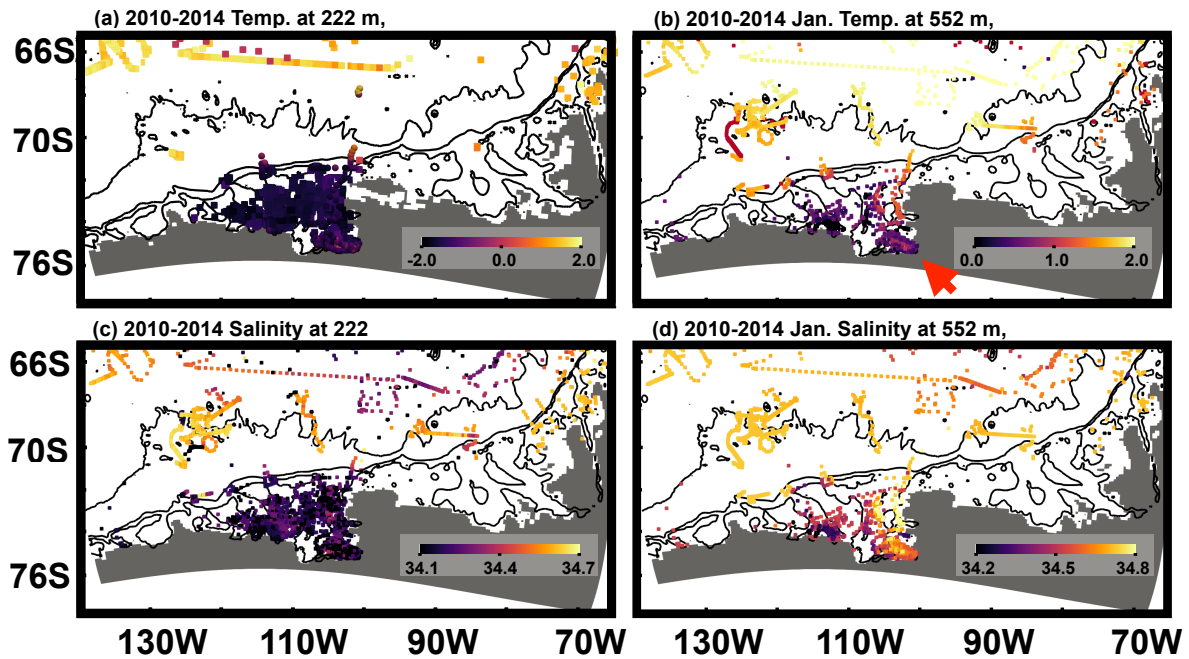 (a) 2010-2014 Temp. at 222 m,
(b) 2010-2014 Jan. Temp. at 552 m,
66S
70S
76S
-2.0 0.0 2.0
0.0 1.0 2.0
(c) 2010-2014 Salinity at 222
(d) 2010-2014 Jan. Salinity at 552 m,
66S
70S
76S
34.1 34.4 34.7
34.2 34.5 34.8
130W 110W 90W 70W
130W 110W 90W 70W